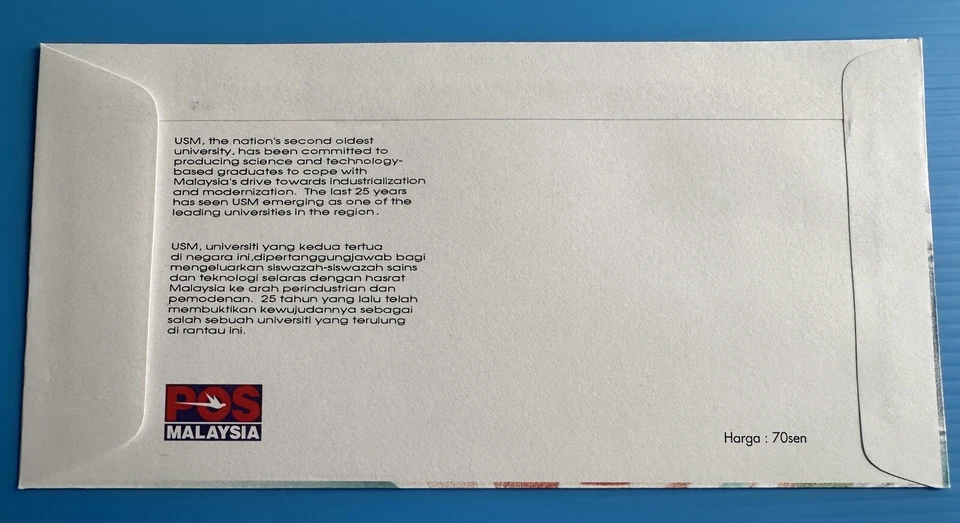 USM, the nation's second oldest
university, has been committed to
producing science and technology-
based graduates to cope with
Malaysia's drive towards industrialization
and modernization. The last 25 years
has seen USM emerging as one of the
leading universities in the region.
USM, universiti yang kedua tertua
di negara ini,dipertanggungjawab bagi
mengeluarkan siswazah-siswazah sains
dan teknologi selaras dengan hasrat
Malaysia ke arah perindustrian dan
pemodenan. 25 tahun yang lalu telah
membuktikan kewujudannya sebagai
salah sebuah universiti yang terulung
di rantau ini.
POS
MALAYSIA
Harga : 70sen